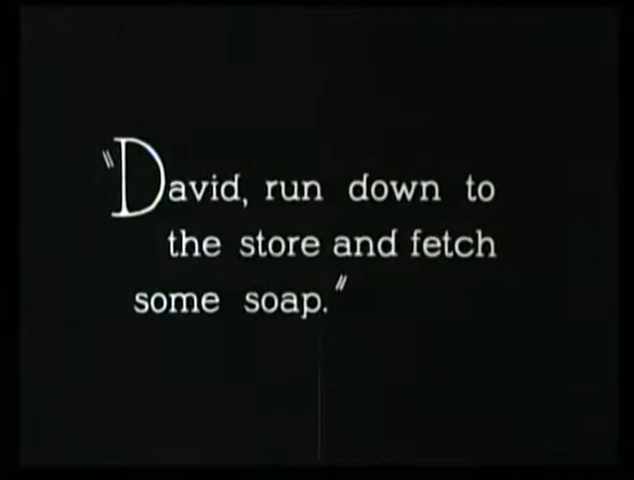 "David, run down to
the store and fetch
some soap."